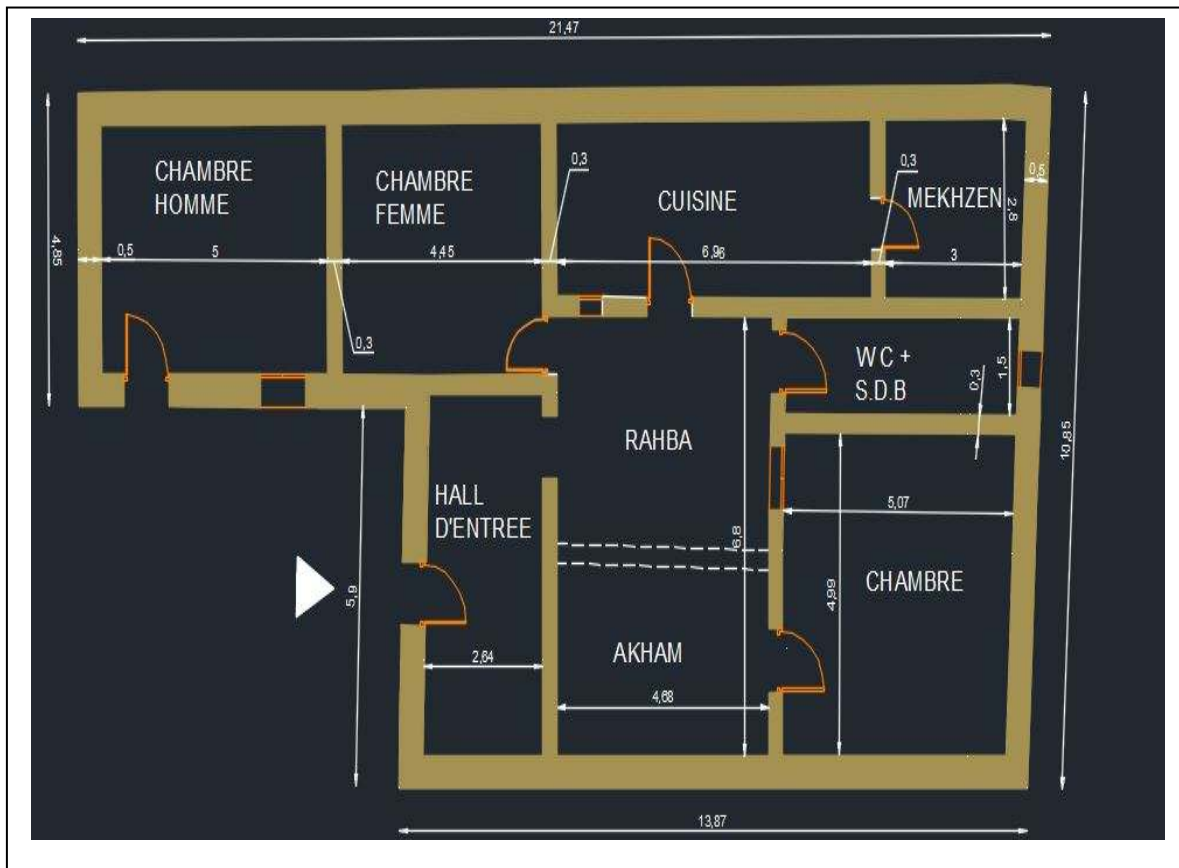 21,47
CHAMBRE
HOMME
CHAMBRE
FEMME
0,3
CUISINE
0,3
MEKHZEN
0,5
2,8
4,85
0,5
5
4,45
6,96
3
0,3
WC +
S.D.B
0,3
1,5
10,85
RAHBA
HALL
D'ENTREE
5,07
6,8
5,9
4,99
CHAMBRE
AKHAM
2,64
4,68
13,87